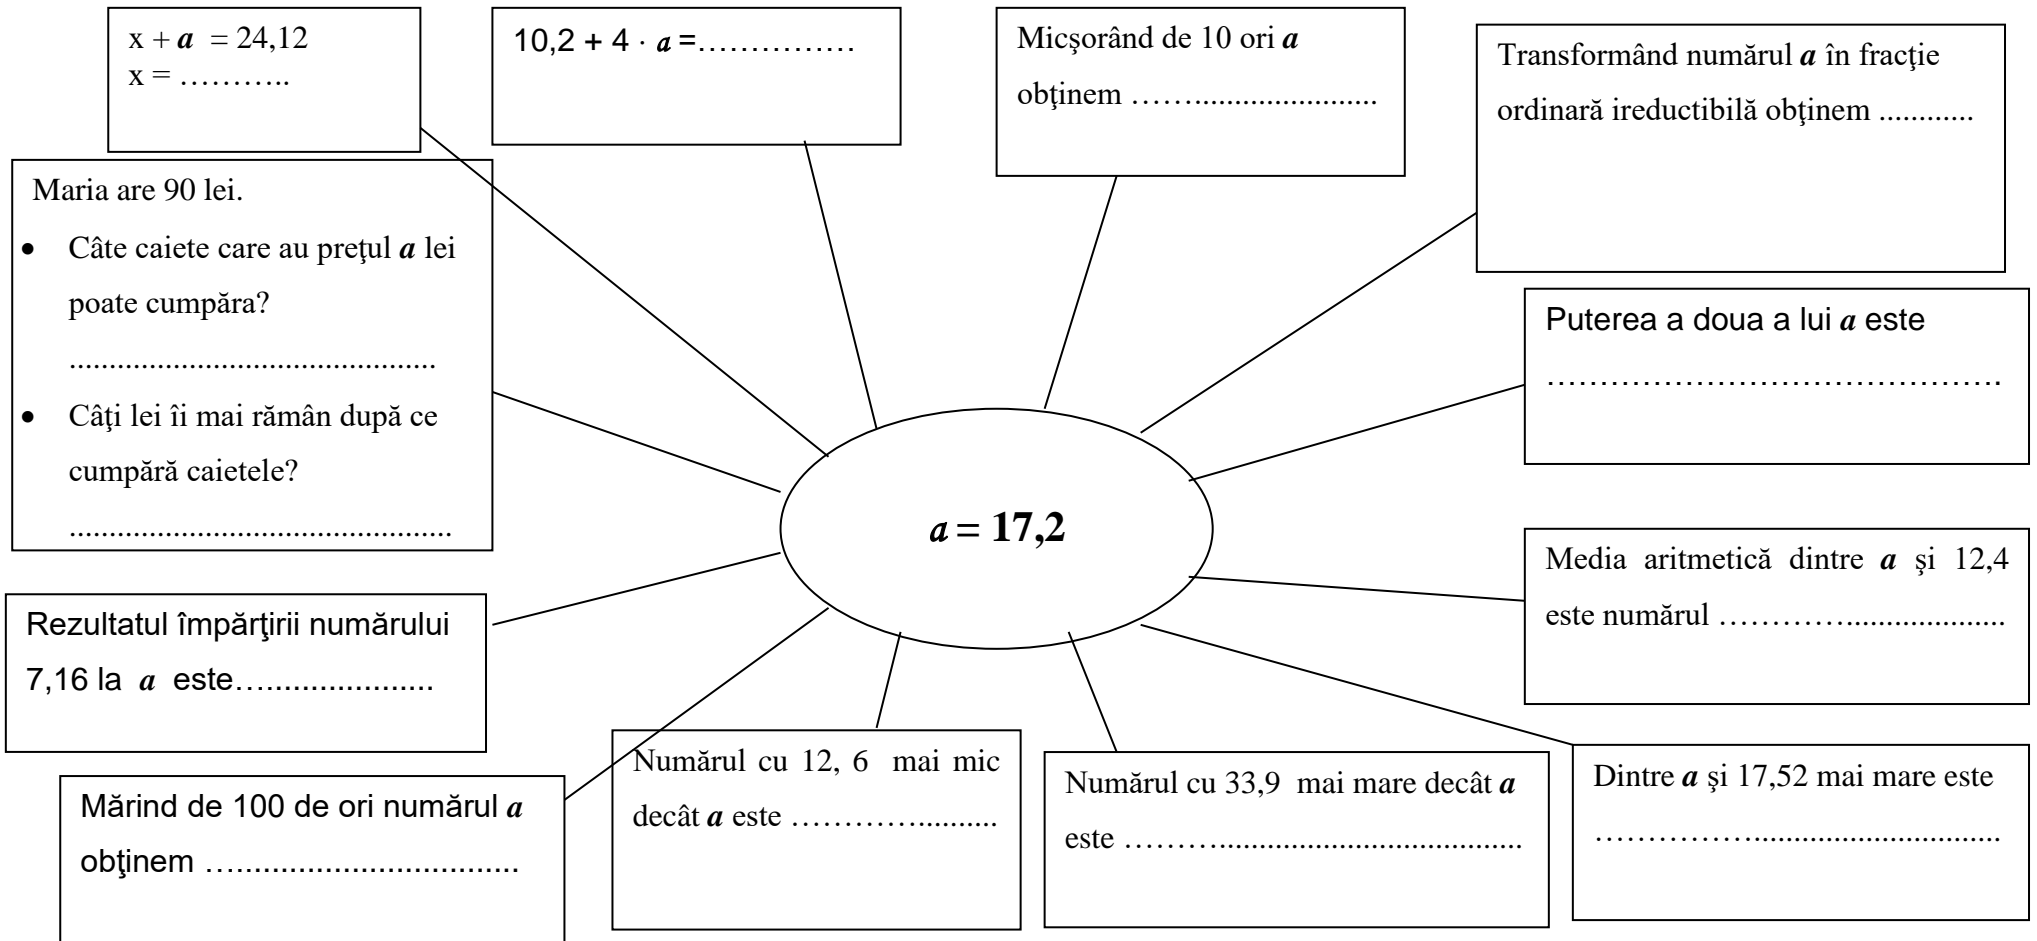 x + a = 24,12
x = ………..
10,2 + 4 · a =……………
Micşorând de 10 ori a
obţinem …….......................
Transformând numărul a în fracţie
ordinară ireductibilă obţinem ............
Maria are 90 lei.
• Câte caiete care au preţul a lei
poate cumpăra?
..............................................
• Câţi lei îi mai rămân după ce
cumpără caietele?
................................................
Puterea a doua a lui a este
…………………………………….
a = 17,2
Media aritmetică dintre a şi 12,4
este numărul …………....................
Rezultatul împărţirii numărului
7,16 la a este…...................
Mărind de 100 de ori numărul a
obţinem …................................
Numărul cu 12, 6 mai mic
decât a este …………...........
Numărul cu 33,9 mai mare decât a
este ………......................................
Dintre a şi 17,52 mai mare este
……………...............................